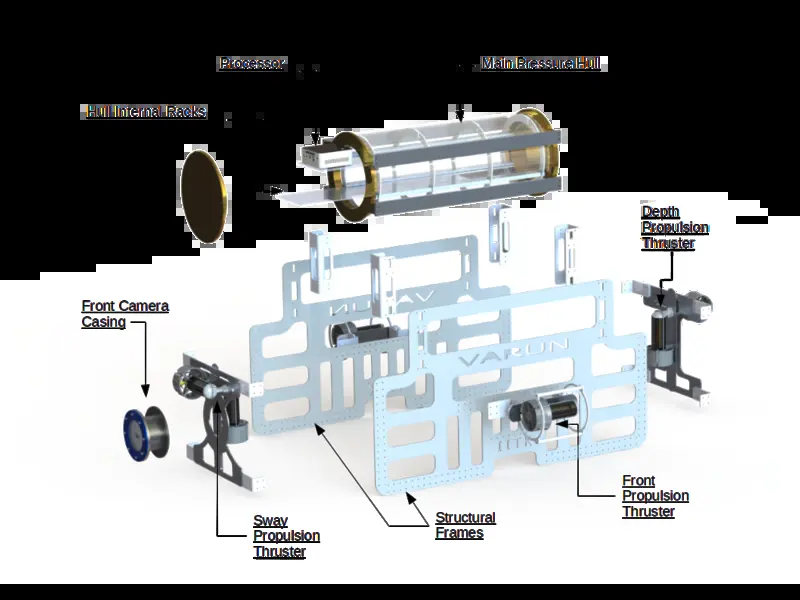 Processor
Main Pressure Hull
Hull Internal Racks
Depth
Propulsion
Thruster
Front Camera
Casing
VARUN
VARUN
Front
Propulsion
Thruster
Sway
Propulsion
Thruster
Structural
Frames